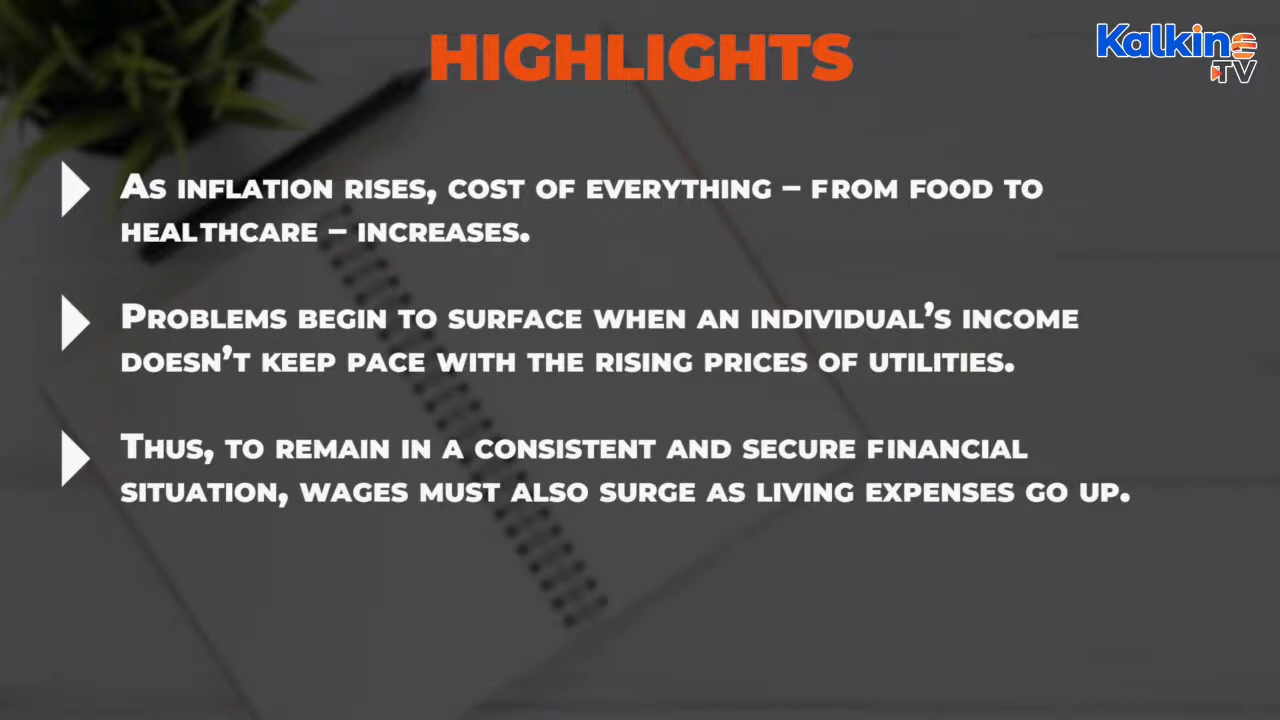 HIGHLIGHTS
Kalkine
TV
AS INFLATION RISES, COST OF EVERYTHING – FROM FOOD TO
HEALTHCARE – INCREASES.
PROBLEMS BEGIN TO SURFACE WHEN AN INDIVIDUAL’S INCOME
DOESN’T KEEP PACE WITH THE RISING PRICES OF UTILITIES.
THUS, TO REMAIN IN A CONSISTENT AND SECURE FINANCIAL
SITUATION, WAGES MUST ALSO SURGE AS LIVING EXPENSES GO UP.